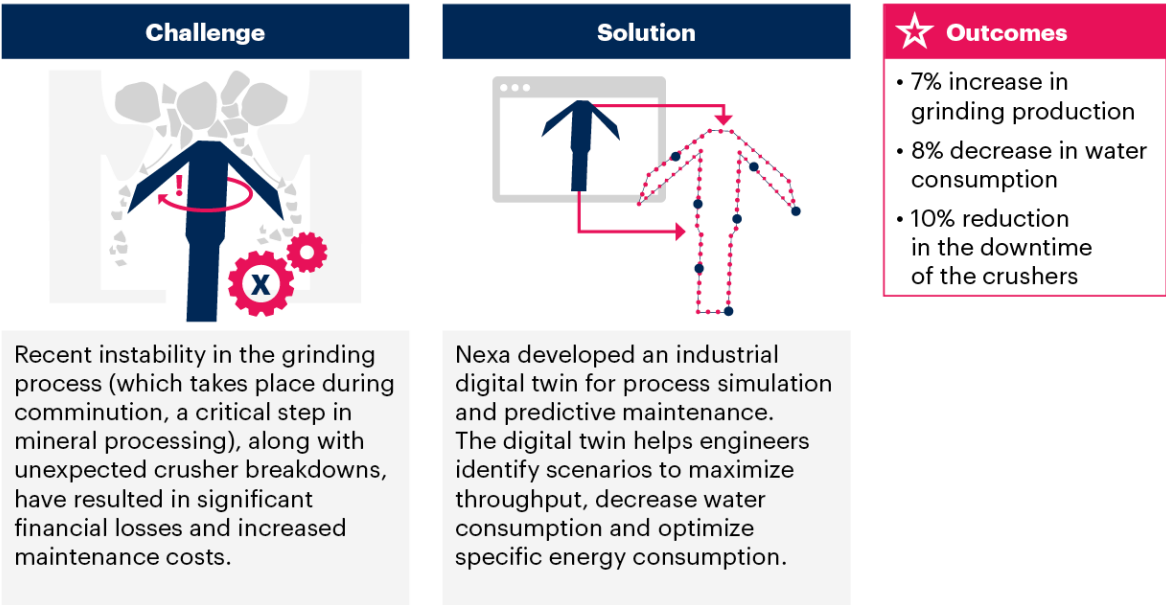 Challenge
!
X
Recent instability in the grinding
process (which takes place during
comminution, a critical step in
mineral processing), along with
unexpected crusher breakdowns,
have resulted in significant
financial losses and increased
maintenance costs.
Solution
Nexa developed an industrial
digital twin for process simulation
and predictive maintenance.
The digital twin helps engineers
identify scenarios to maximize
throughput, decrease water
consumption and optimize
specific energy consumption.
Outcomes
• 7% increase in
grinding production
• 8% decrease in water
consumption
• 10% reduction
in the downtime
of the crushers